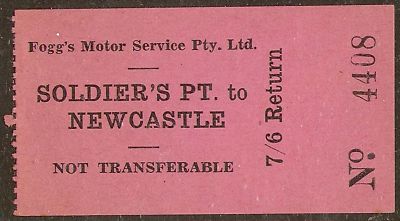 Fogg's Motor Service Pty. Ltd.
SOLDIER'S PT. to
NEWCASTLE
NOT TRANSFERABLE
7/6 Return
No 4408